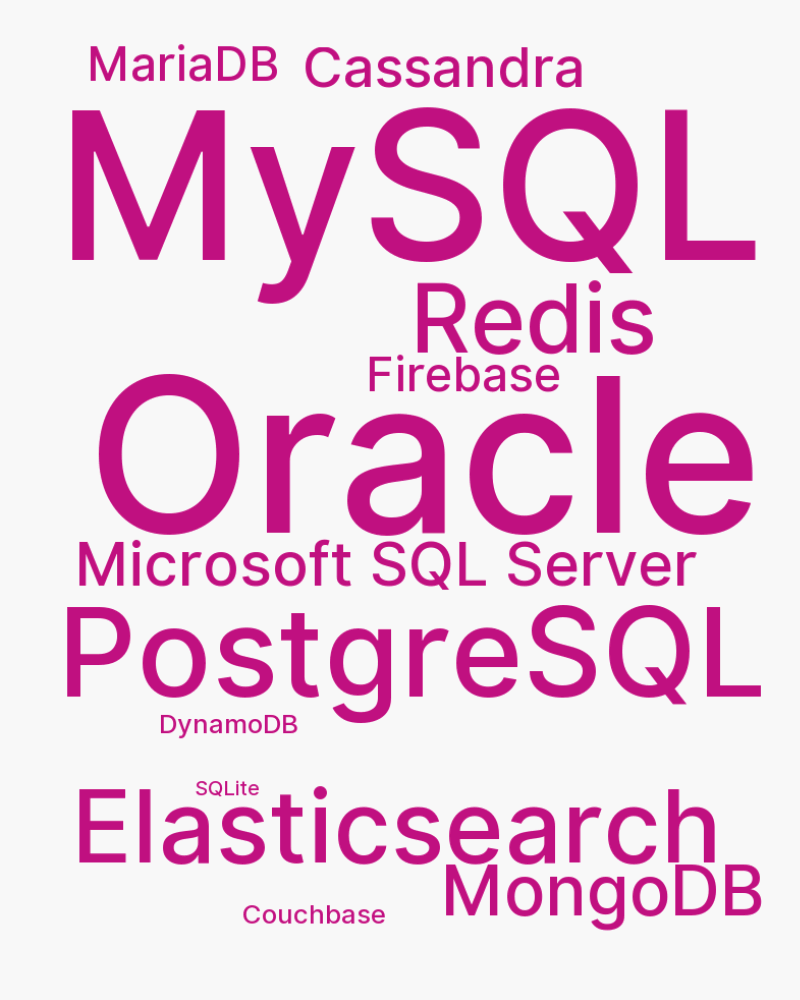 MariaDB Cassandra
MySQL
Redis
Firebase
Oracle
Microsoft SQL Server
PostgreSQL
DynamoDB
SQLite
Elasticsearch
MongoDB
Couchbase